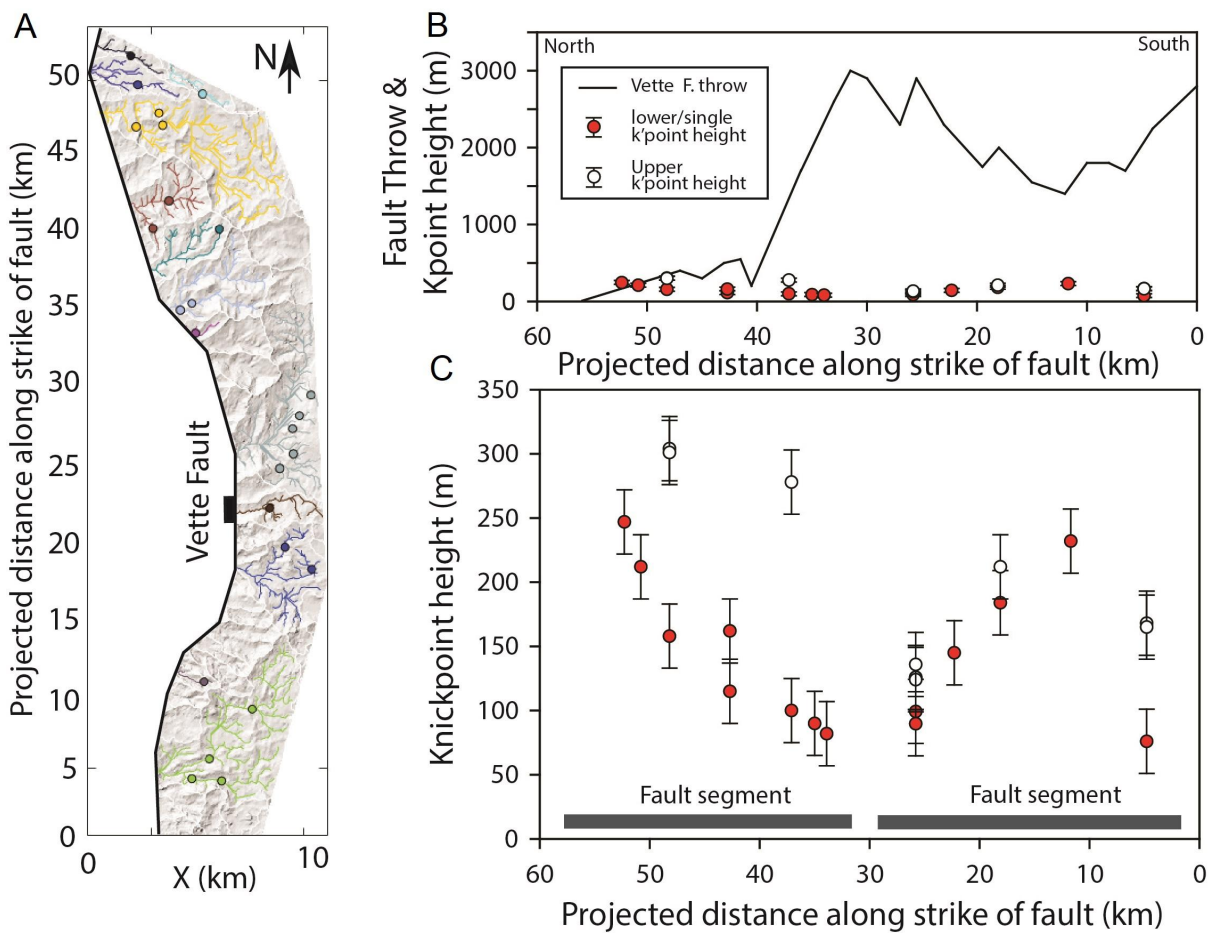 A
N
Projected distance along strike of fault (km)
50
45
40
35
30
25
20
15
10
5
0
Vette Fault
0
10
X (km)
B
North
South
Fault Throw &
Kpoint height (m)
3000
2000
1000
0
Vette F. throw
lower/single
k'point height
Upper
k'point height
60
50
40
30
20
10
0
Projected distance along strike of fault (km)
C
Knickpoint height (m)
350
300
250
200
150
100
50
0
Fault segment
Fault segment
60
50
40
30
20
10
0
Projected distance along strike of fault (km)